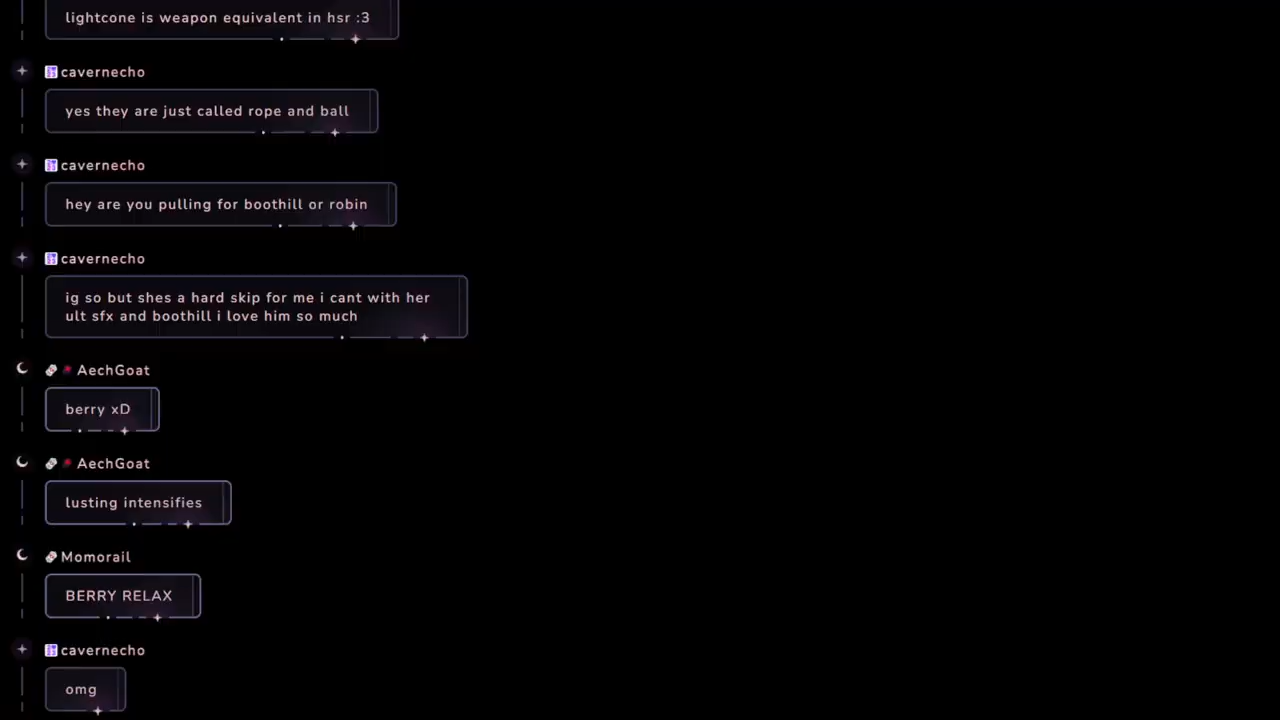 lightcone is weapon equivalent in hsr :3
cavernecho
yes they are just called rope and ball
cavernecho
hey are you pulling for boothill or robin
cavernecho
ig so but shes a hard skip for me i cant with her
ult sfx and boothill i love him so much
AechGoat
berry xD
AechGoat
lusting intensifies
Momorail
BERRY RELAX
cavernecho
omg